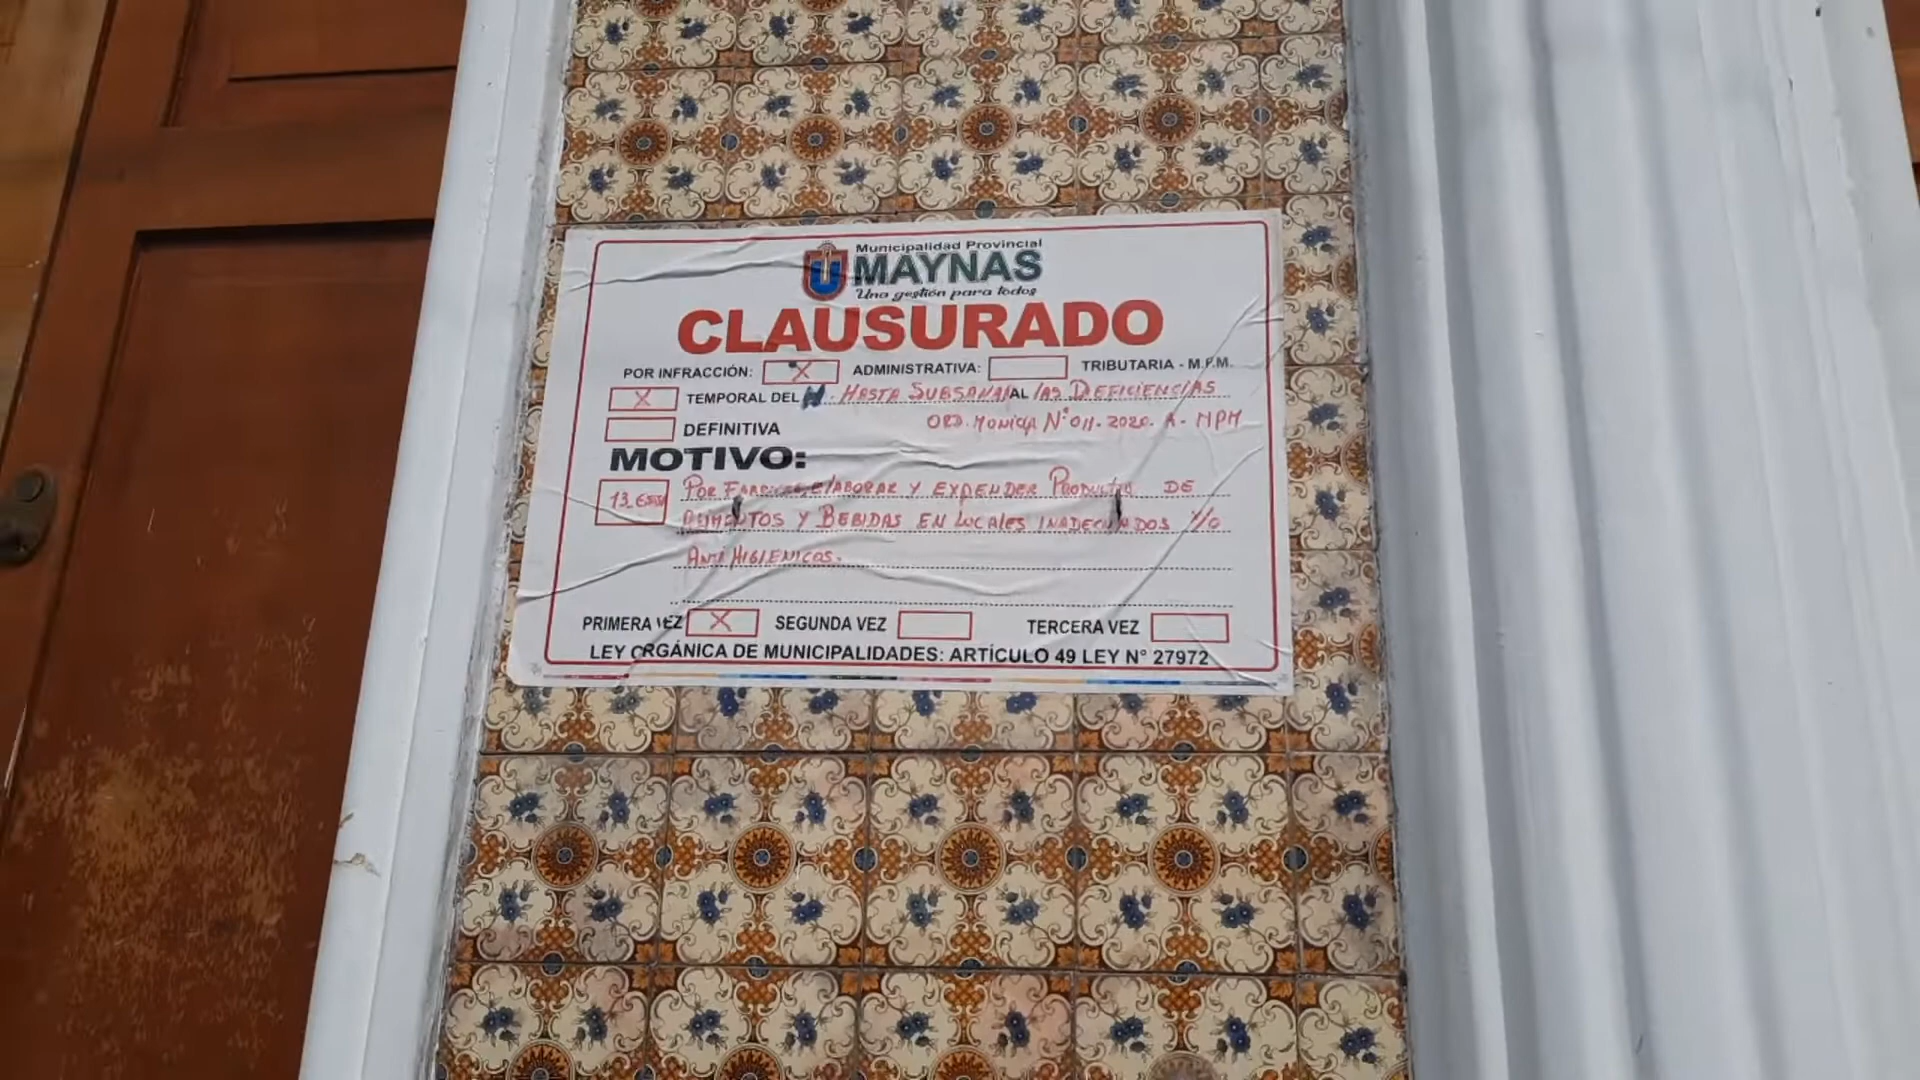 Municipalidad Provincial
MAYNAS
Una gestión para todos
CLAUSURADO
POR INFRACCIÓN: X ADMINISTRATIVA: TRIBUTARIA - M.P.M.
X TEMPORAL DEL HASTA SUBSANAR AL LAS DEFICIENCIAS
DEFINITIVA ORD. MUNICIP N° 011-2020-A-MPM
MOTIVO:
POR FABRICAR, ELABORAR Y EXPENDER PRODUCTOS DE
ALIMENTOS Y BEBIDAS EN LOCALES INADECUADOS Y/O
ANTI HIGIENICOS.
PRIMERA VEZ X SEGUNDA VEZ TERCERA VEZ
LEY ORGÁNICA DE MUNICIPALIDADES: ARTÍCULO 49 LEY N° 27972